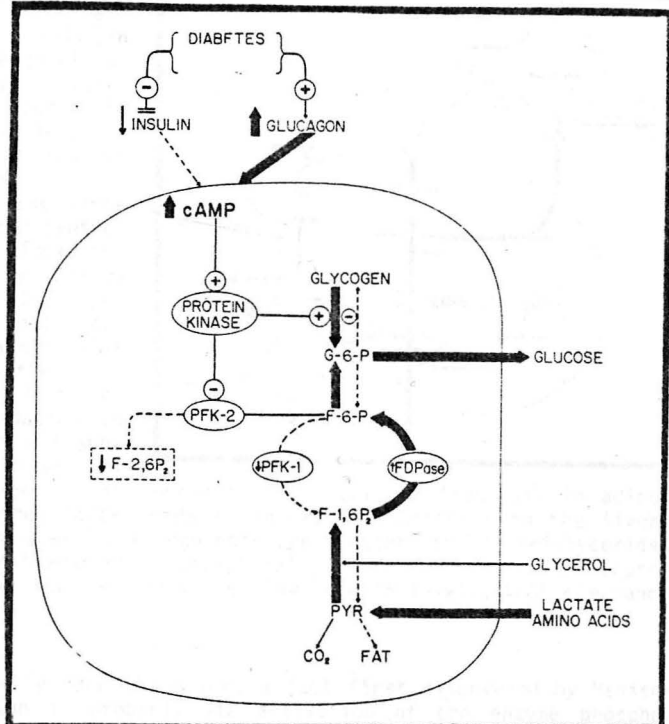 DIABETES
− +
INSULIN GLUCAGON
cAMP
+
GLYCOGEN
PROTEIN
KINASE
+ −
G-6-P GLUCOSE
−
PFK-2 F-6-P
F-2,6P₂ PFK-1 FDPase
F-1,6P₂
GLYCEROL
PYR LACTATE
AMINO ACIDS
CO₂ FAT